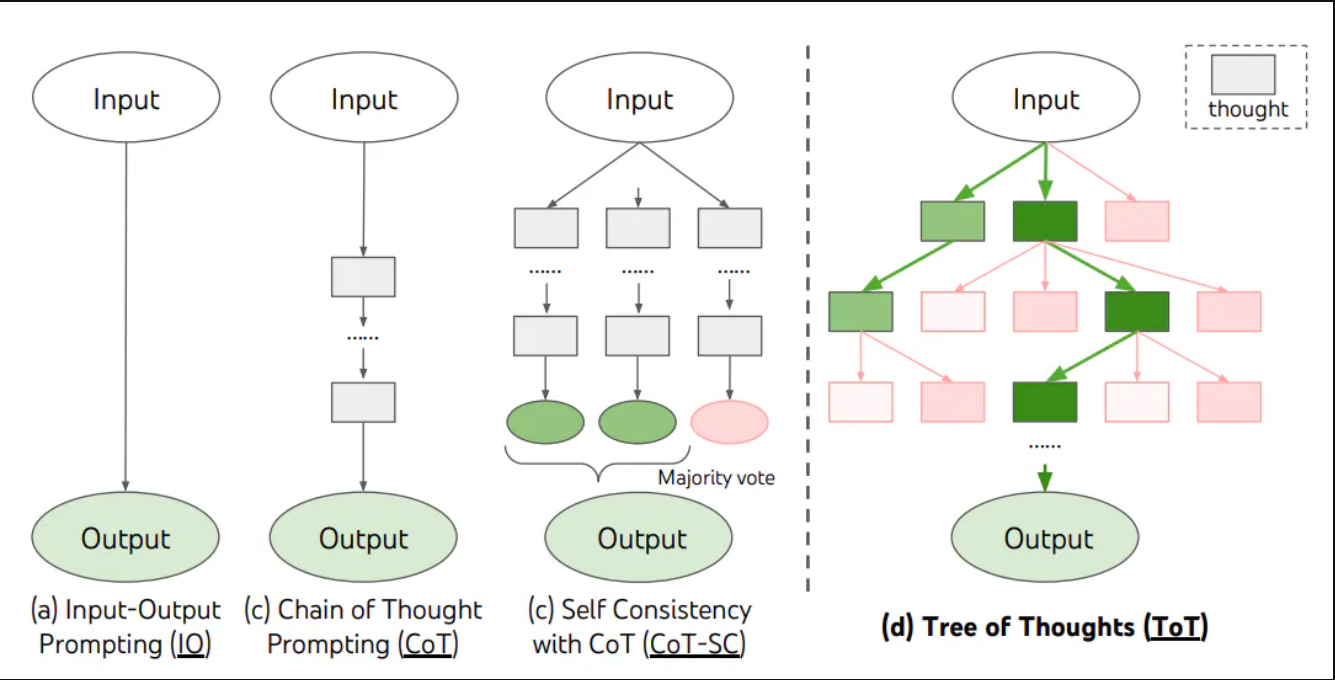 Input
Output
(a) Input-Output
Prompting (IO)
Input
......
Output
(c) Chain of Thought
Prompting (CoT)
Input
......
......
......
Majority vote
Output
(c) Self Consistency
with CoT (CoT-SC)
Input
thought
......
Output
(d) Tree of Thoughts (ToT)